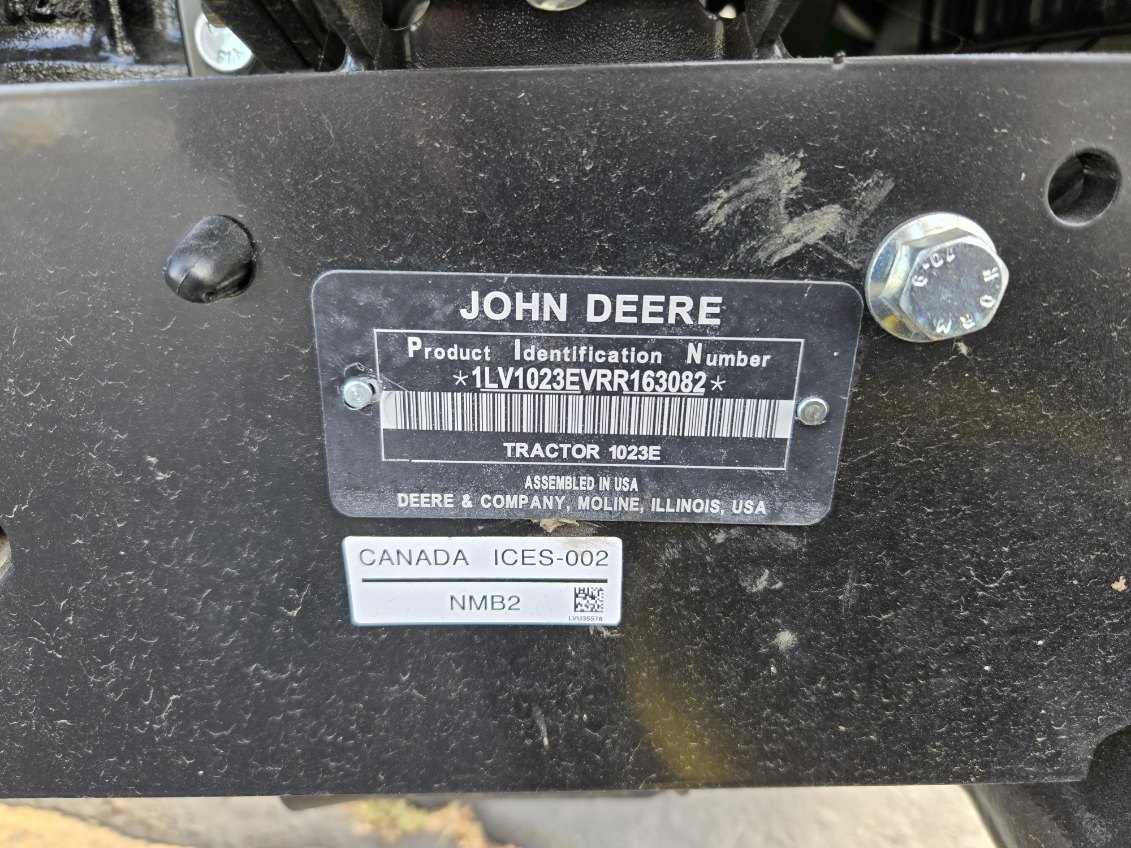 JOHN DEERE
Product Identification Number
*1LV1023EVRR163082*
TRACTOR 1023E
ASSEMBLED IN USA
DEERE & COMPANY, MOLINE, ILLINOIS, USA
CANADA ICES-002
NMB2
LVU35578